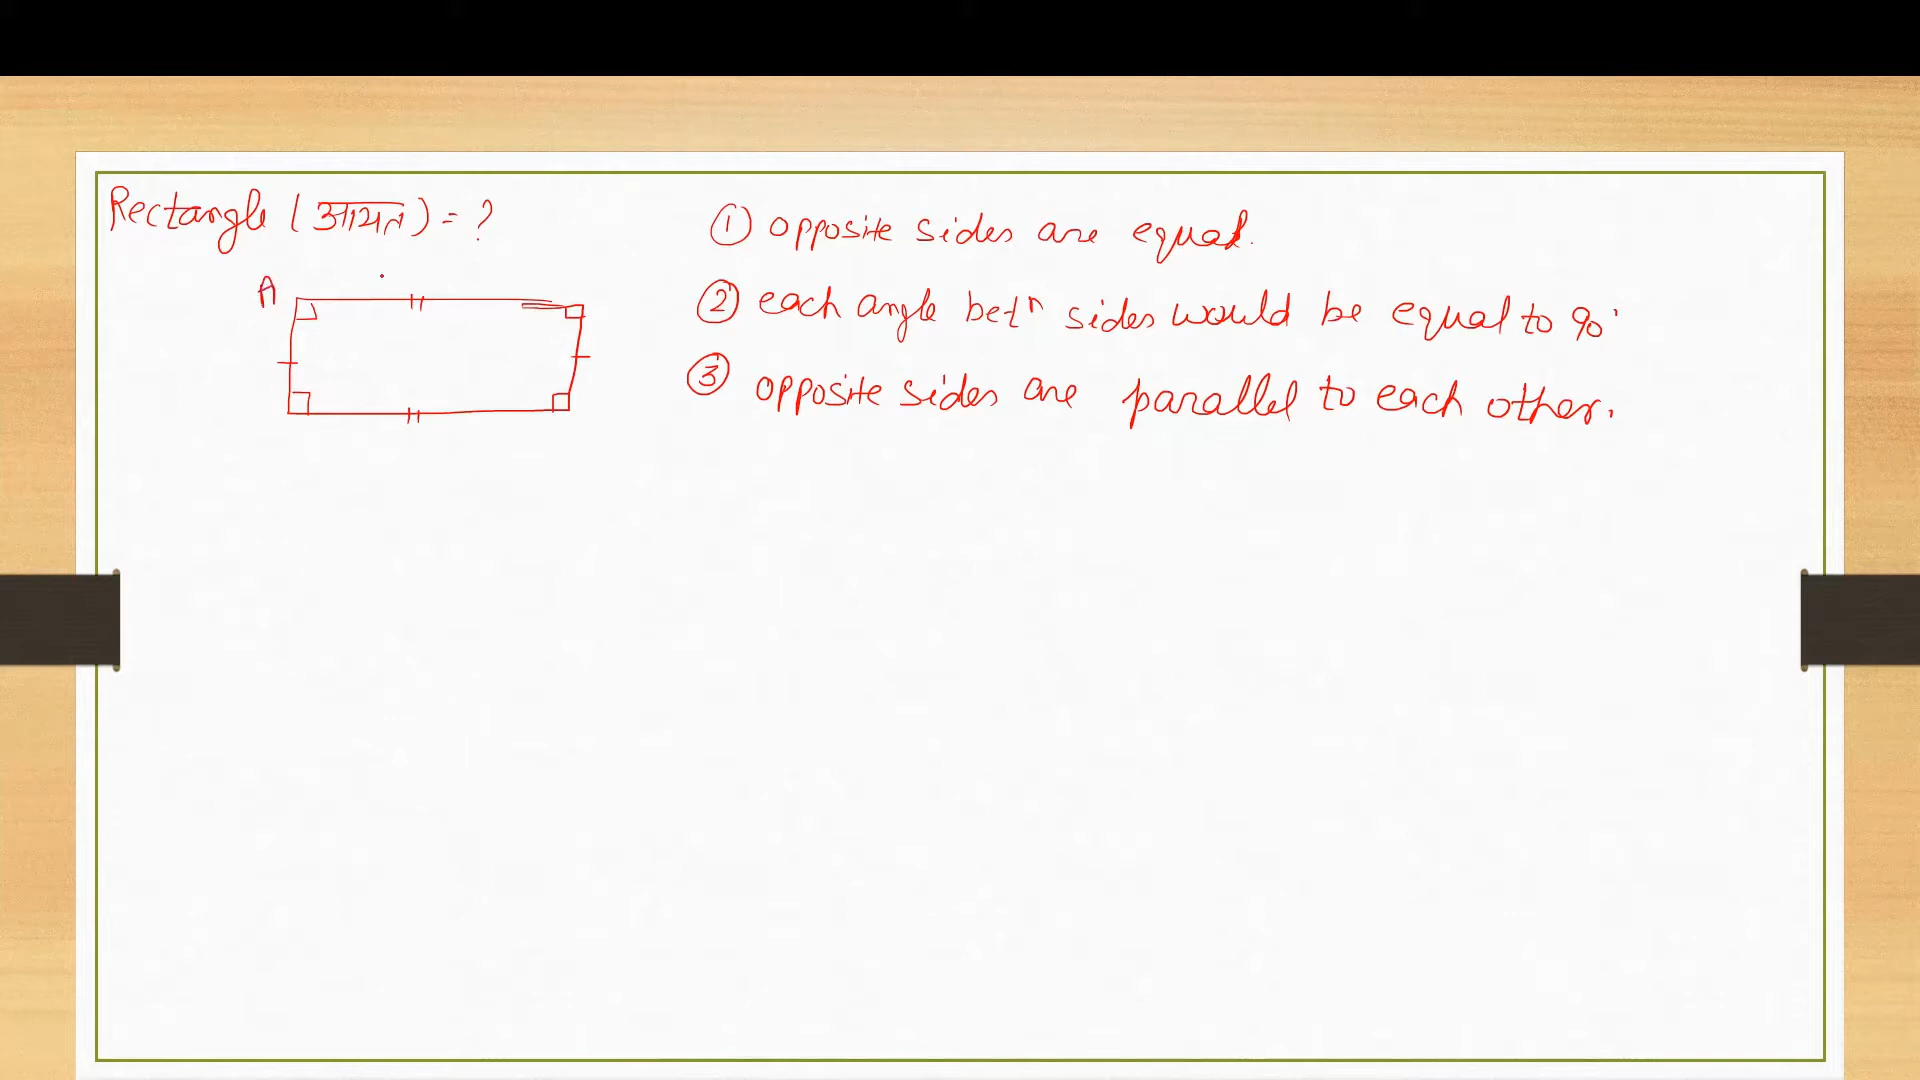 Rectangle (आयत) = ?
① opposite sides are equal.
A
② each angle betn sides would be equal to 90°
③ opposite sides are parallel to each other.